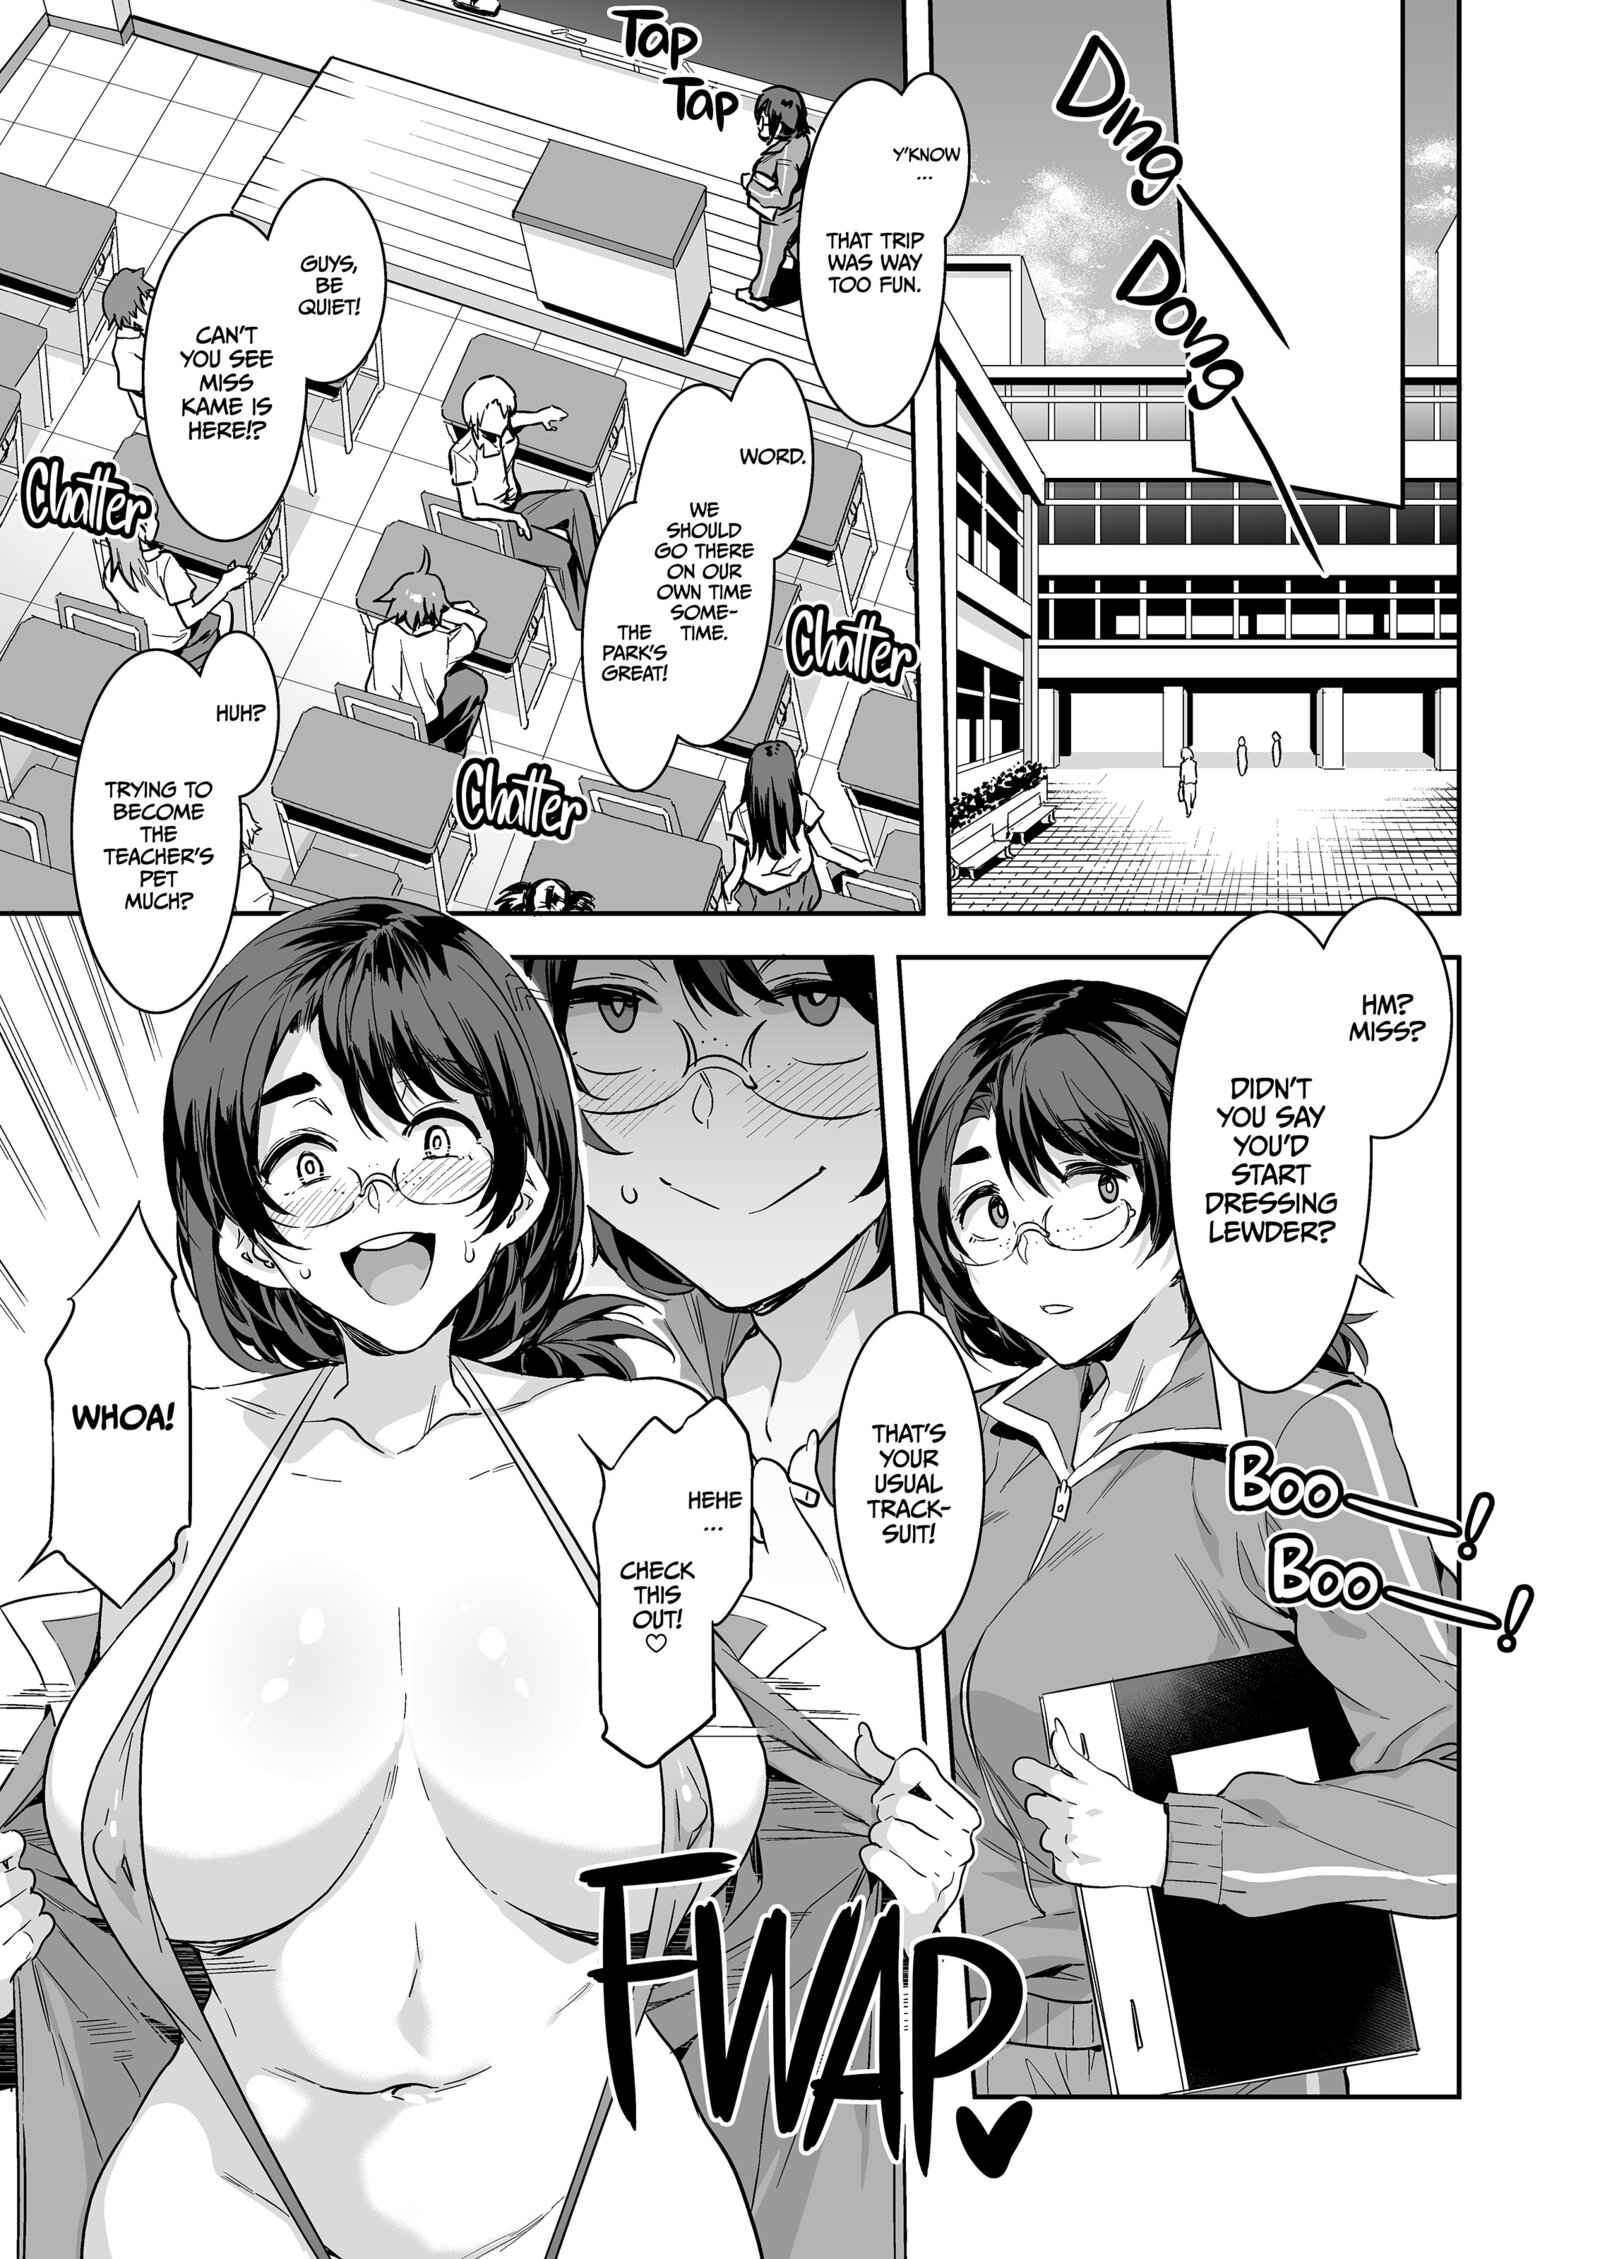 DING
DONG
Y'KNOW
...
THAT TRIP
WAS WAY
TOO FUN.
TAP
TAP
WORD.
WE
SHOULD
GO THERE
ON OUR
OWN TIME
SOME-
TIME.
THE
PARK'S
GREAT!
GUYS,
BE
QUIET!
CAN'T
YOU SEE
MISS
KAME IS
HERE!?
Chatter
Chatter
Chatter
HUH?
TRYING TO
BECOME
THE
TEACHER'S
PET
MUCH?
HM?
MISS?
DIDN'T
YOU SAY
YOU'D
START
DRESSING
LEWDER?
THAT'S
YOUR
USUAL
TRACK-
SUIT!
BOO—!
BOO—!
HEHE
...
CHECK
THIS
OUT!
♡
WHOA!
FWAP♥